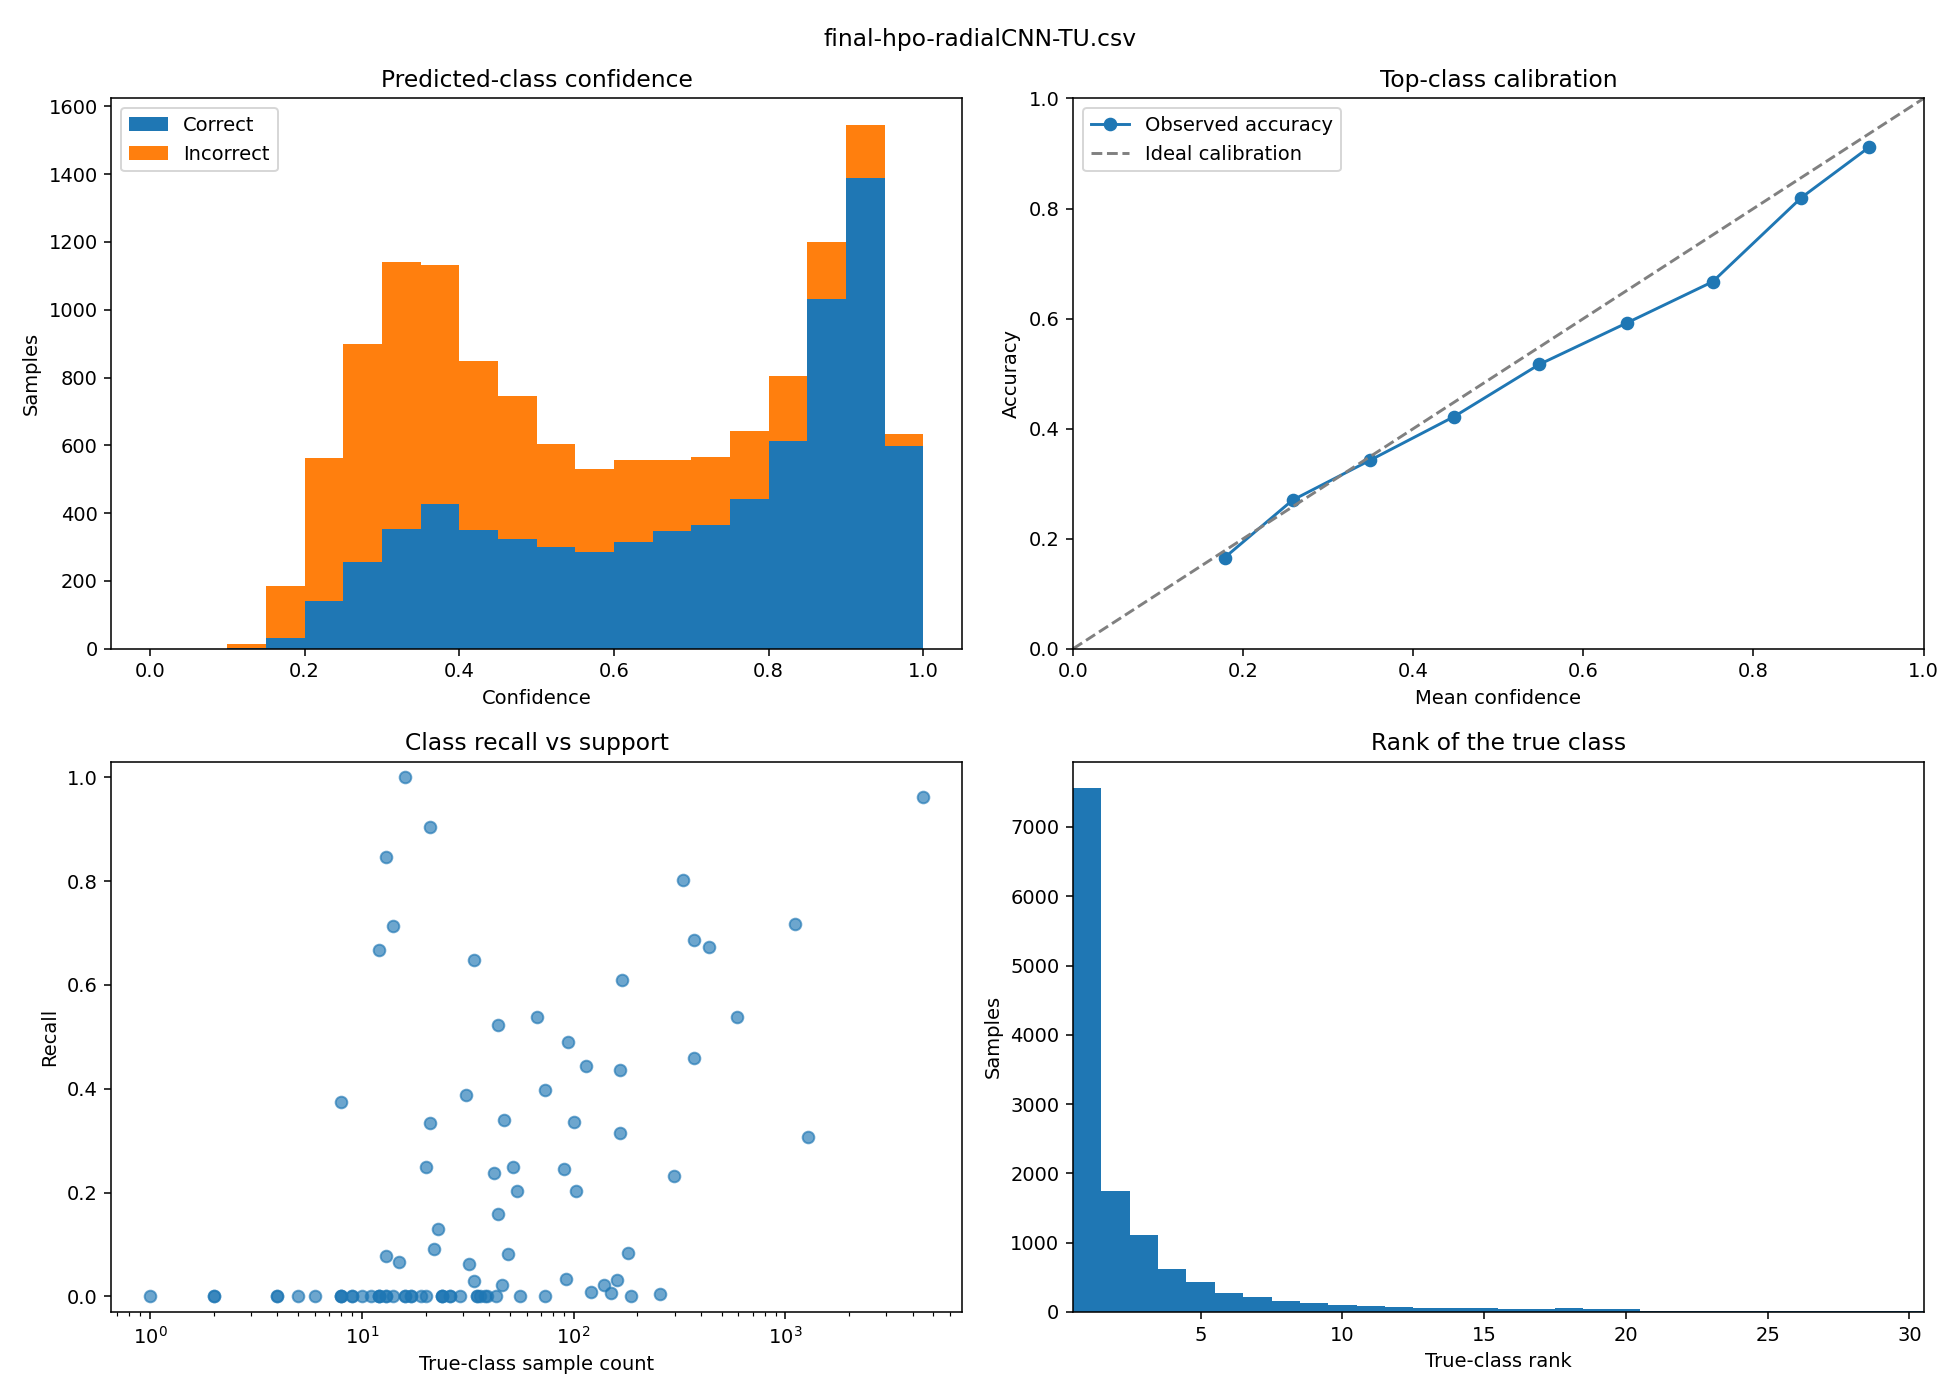 final-hpo-radialCNN-TU.csv
Predicted-class confidence
Correct
Incorrect
1600
1400
1200
1000
800
600
400
200
0
Samples
0.0 0.2 0.4 0.6 0.8 1.0
Confidence
Top-class calibration
Observed accuracy
Ideal calibration
1.0
0.8
0.6
0.4
0.2
0.0
Accuracy
0.0 0.2 0.4 0.6 0.8 1.0
Mean confidence
Class recall vs support
1.0
0.8
0.6
0.4
0.2
0.0
Recall
10⁰ 10¹ 10² 10³
True-class sample count
Rank of the true class
7000
6000
5000
4000
3000
2000
1000
0
Samples
5 10 15 20 25 30
True-class rank